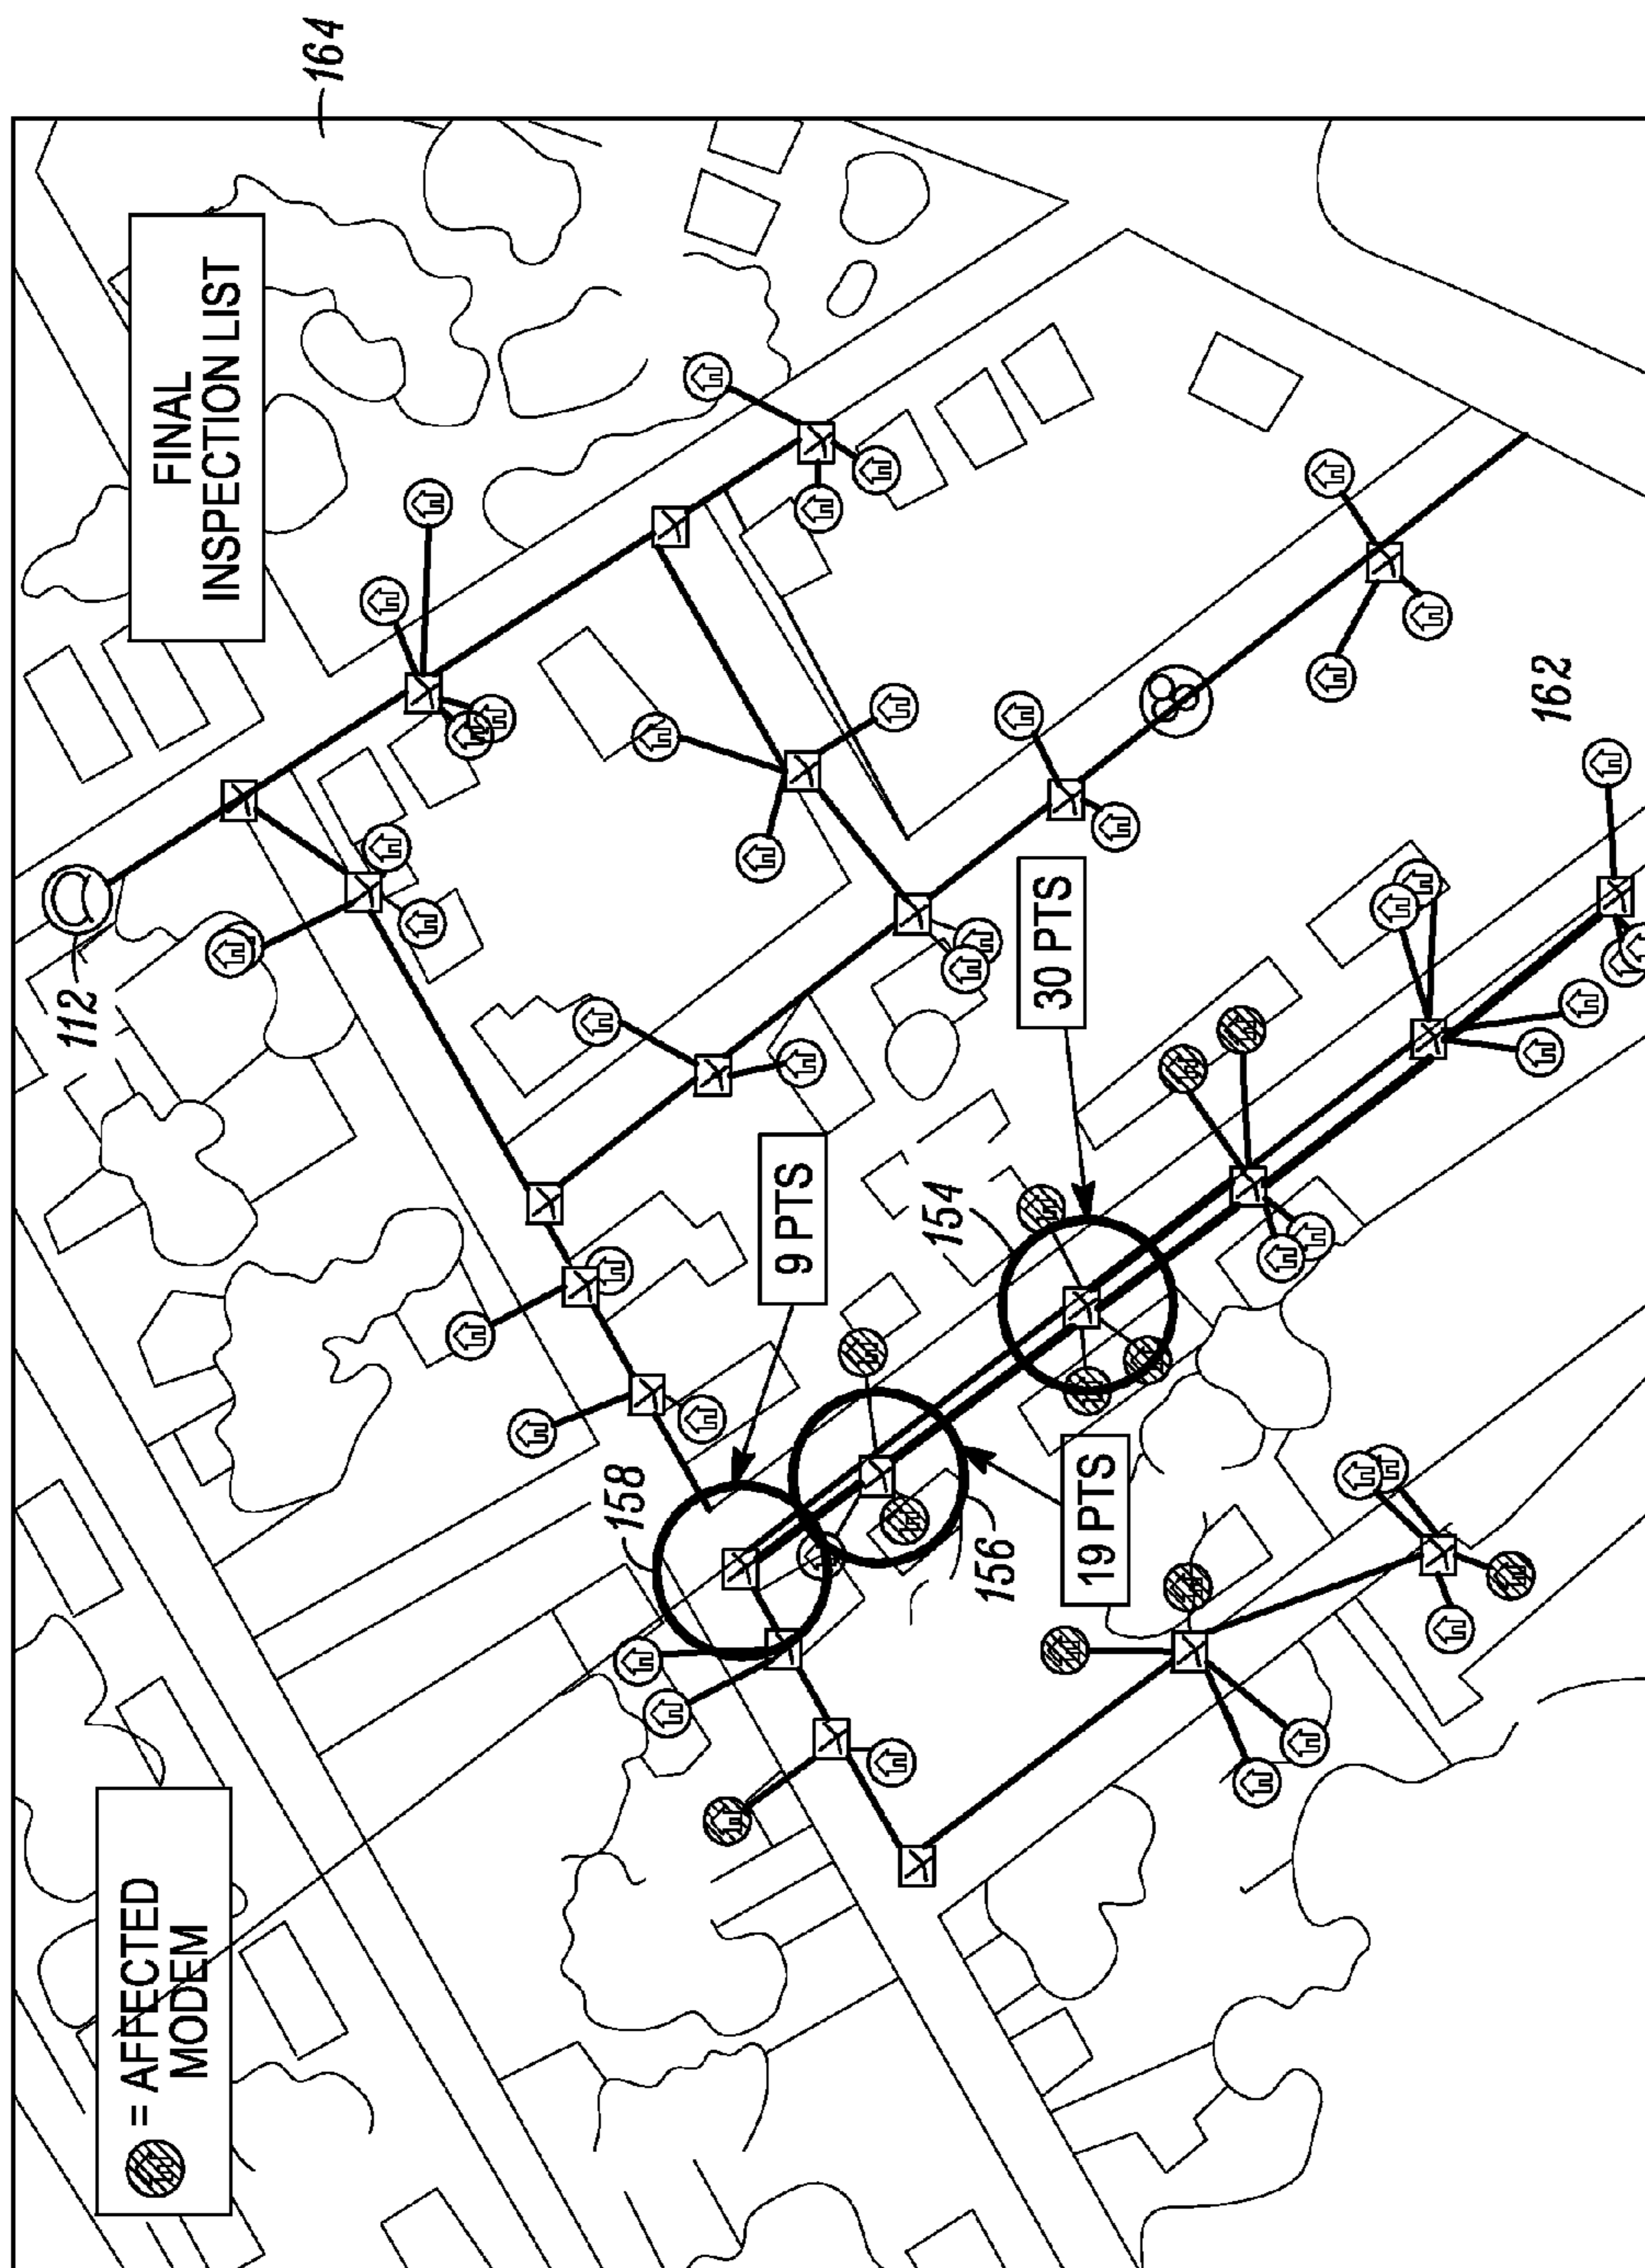 164
FINAL
INSPECTION LIST
112
162
30 PTS
154
9 PTS
158
156
19 PTS
= AFFECTED
MODEM